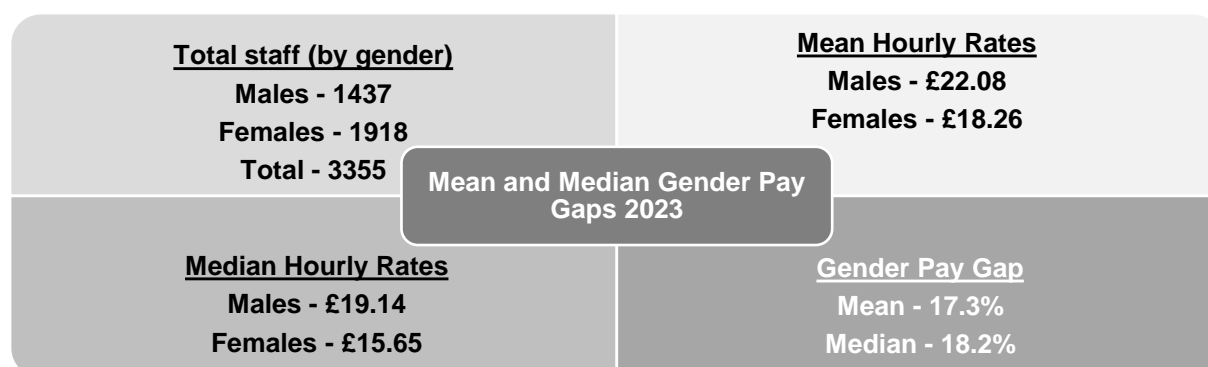 Total staff (by gender)
Males - 1437
Females - 1918
Total - 3355
Mean Hourly Rates
Males - £22.08
Females - £18.26
Mean and Median Gender Pay
Gaps 2023
Median Hourly Rates
Males - £19.14
Females - £15.65
Gender Pay Gap
Mean - 17.3%
Median - 18.2%